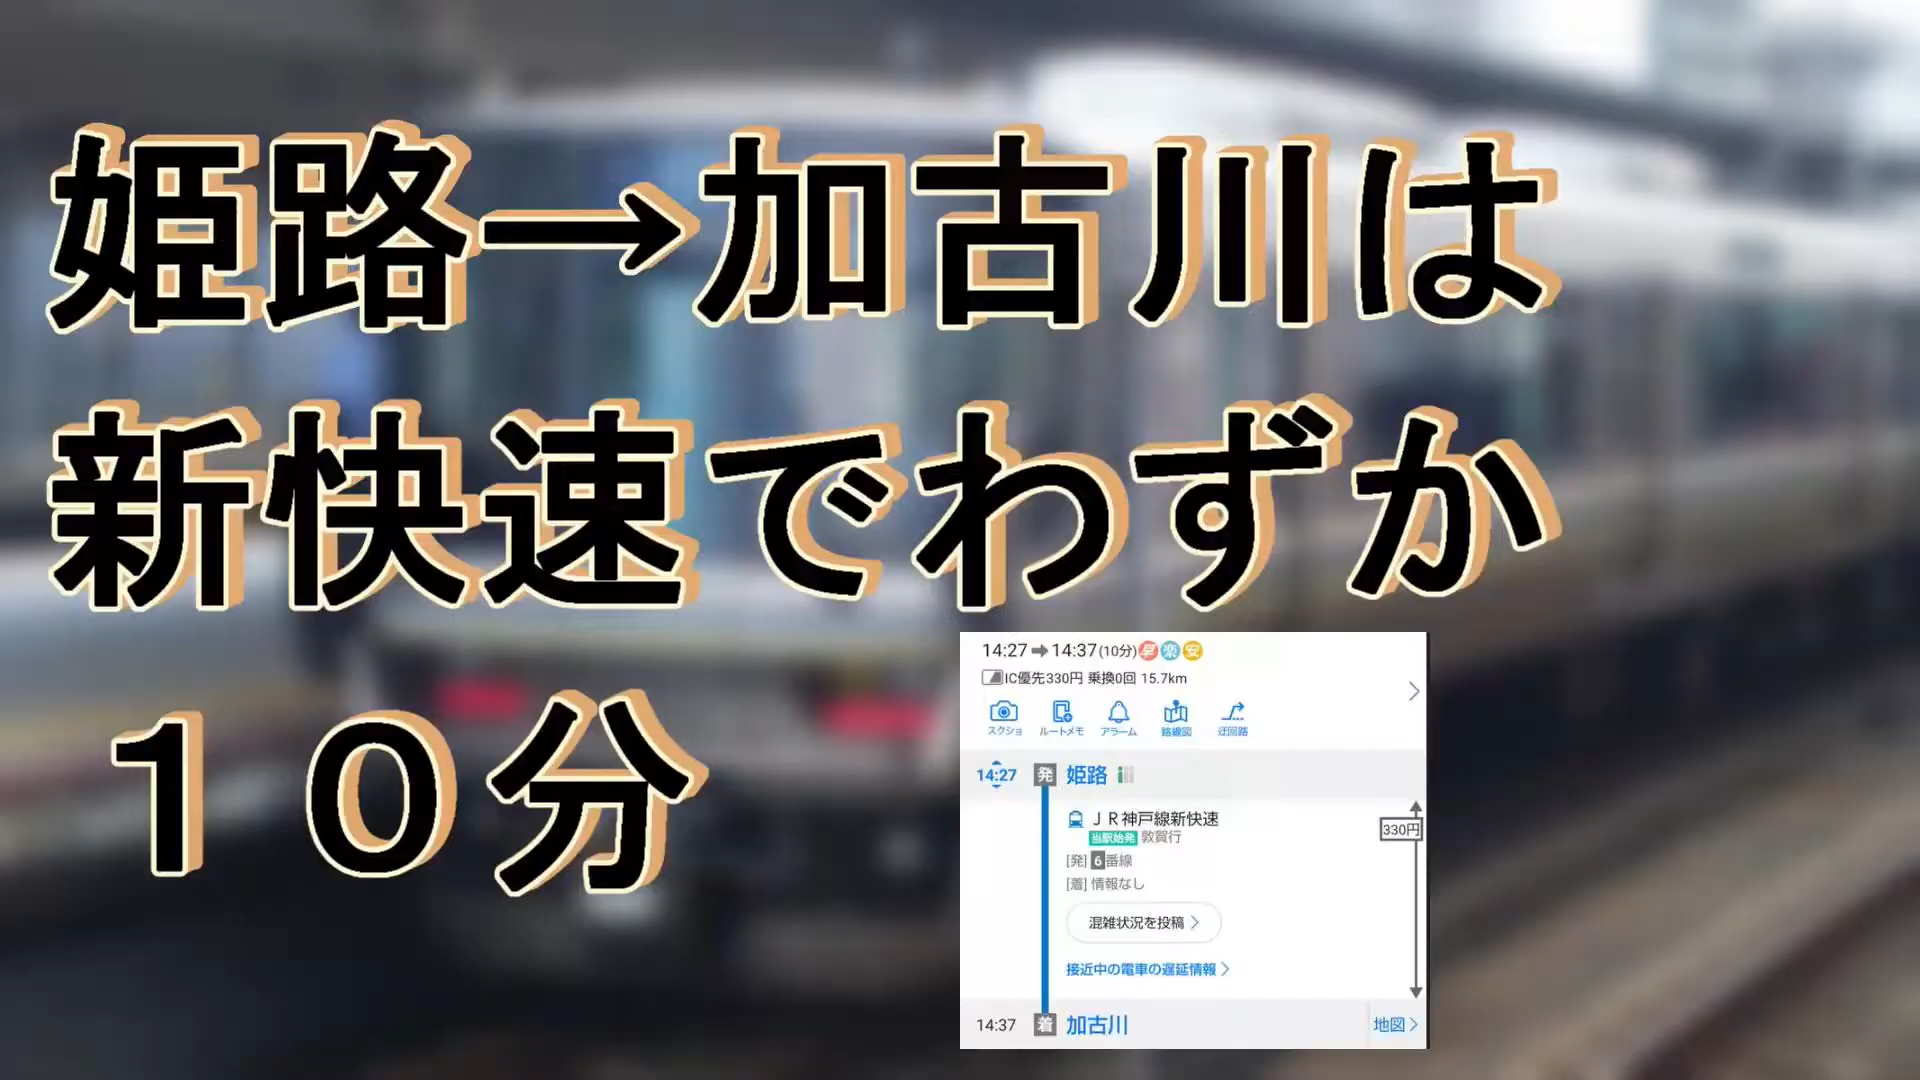 姫路→加古川は
新快速でわずか
１０分
14:27➡14:37(10分)早楽安
IC優先330円 乗換0回 15.7km
スクショ ルートメモ アラーム 路線図 迂回路
14:27 発 姫路
ＪＲ神戸線新快速
330円
当駅始発 敦賀行
[発] 6番線
[着] 情報なし
混雑状況を投稿
接近中の電車の遅延情報
14:37 着 加古川 地図